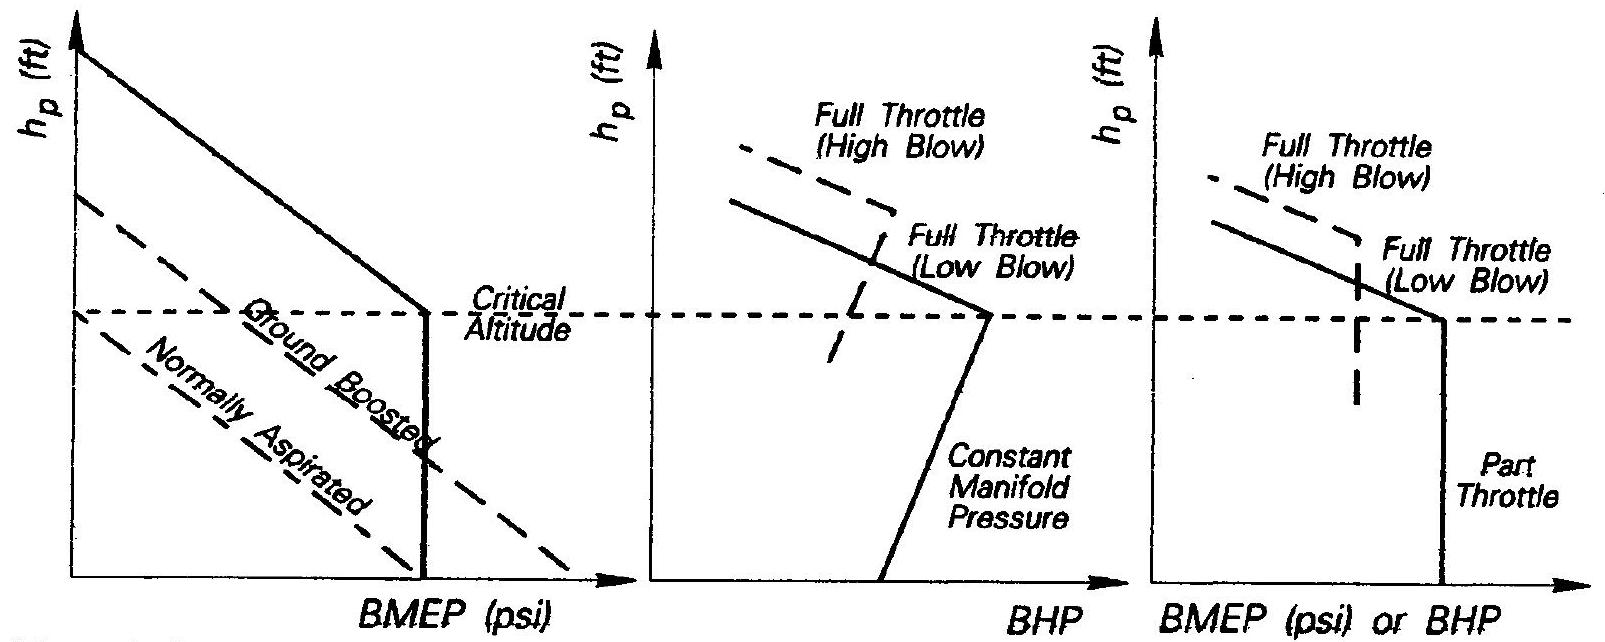 h_p (ft)
Ground Boosted
Normally Aspirated
Critical
Altitude
BMEP (psi)
h_p (ft)
Full Throttle
(High Blow)
Full Throttle
(Low Blow)
Constant
Manifold
Pressure
BHP
h_p (ft)
Full Throttle
(High Blow)
Full Throttle
(Low Blow)
Part
Throttle
BMEP (psi) or BHP